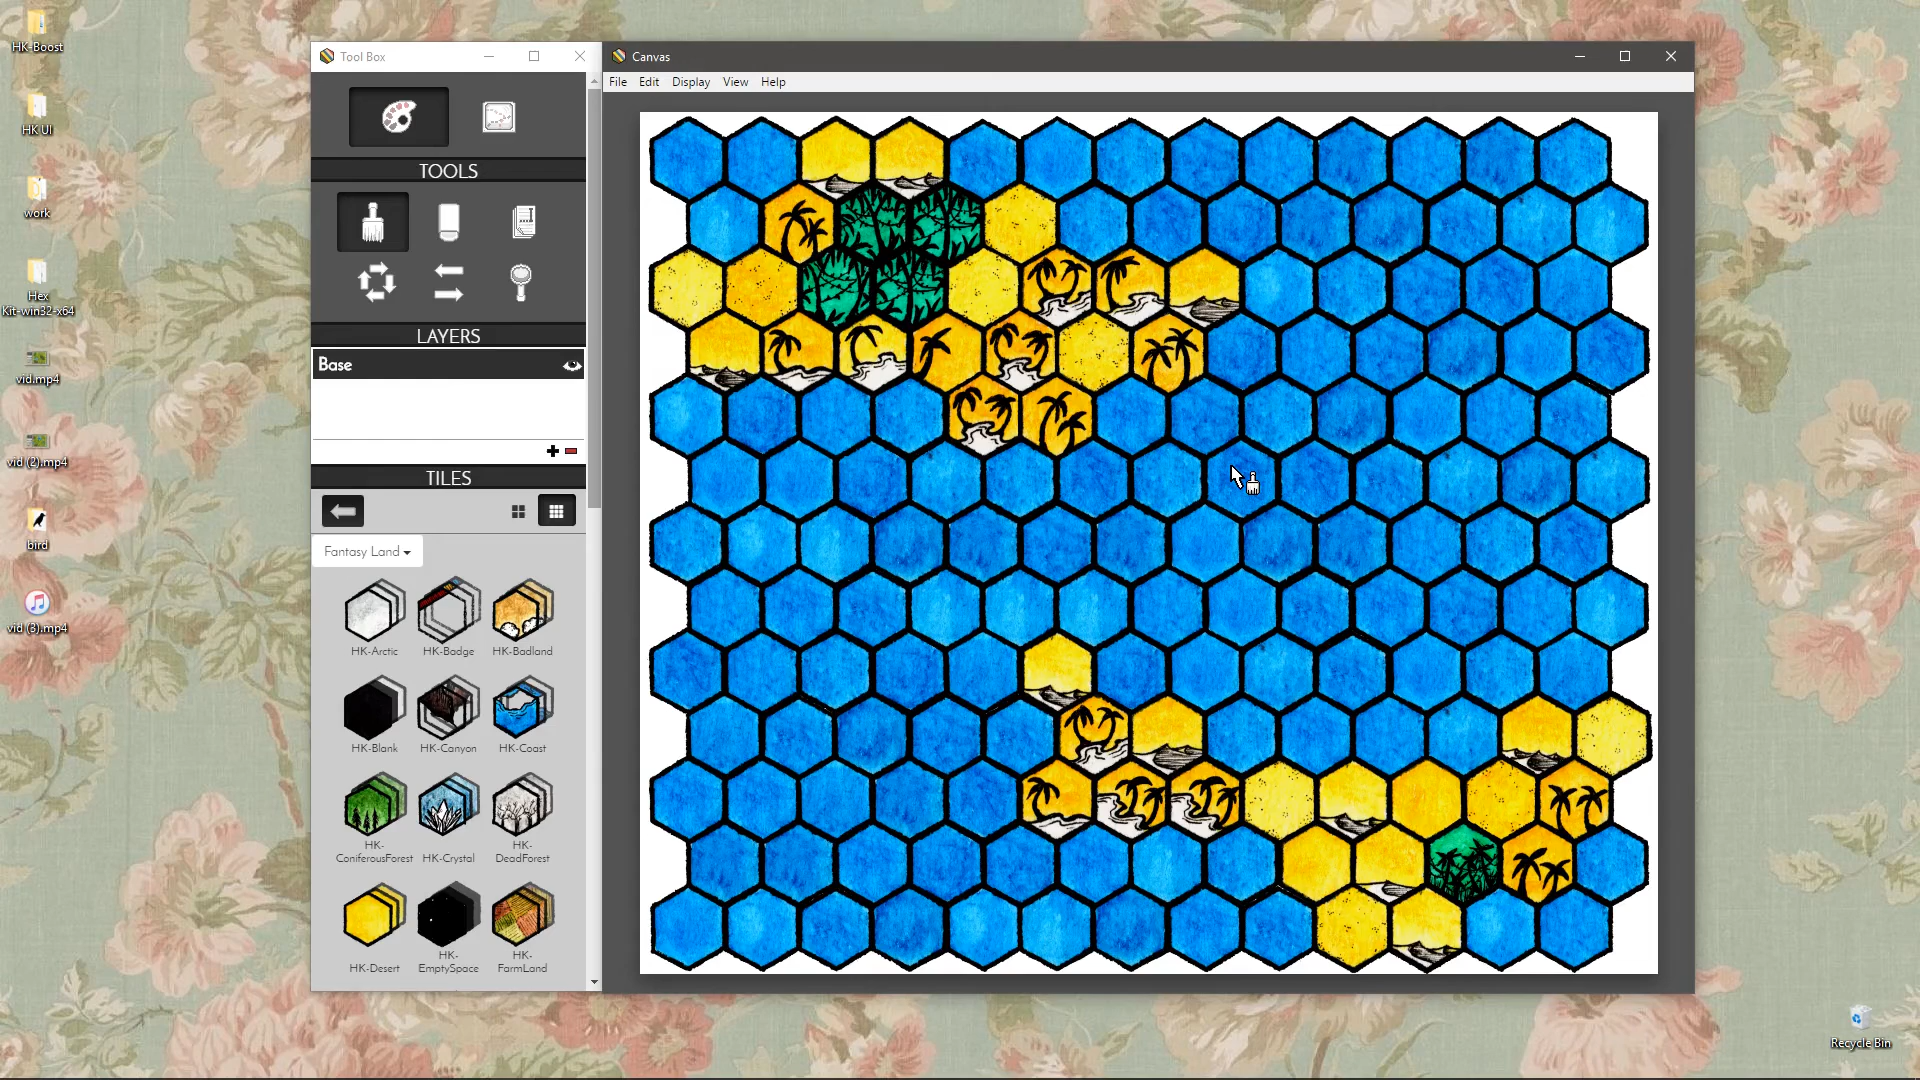 HK-Boost
HK UI
work
Hex
Kit-win32-x64
vid.mp4
vid (2).mp4
bird
vid (3).mp4
Recycle Bin
Tool Box
TOOLS
LAYERS
Base
TILES
Fantasy Land
HK-Arctic
HK-Badge
HK-Badland
HK-Blank
HK-Canyon
HK-Coast
HK-
ConiferousForest
HK-Crystal
HK-
DeadForest
HK-Desert
HK-
EmptySpace
HK-
FarmLand
Canvas
File Edit Display View Help